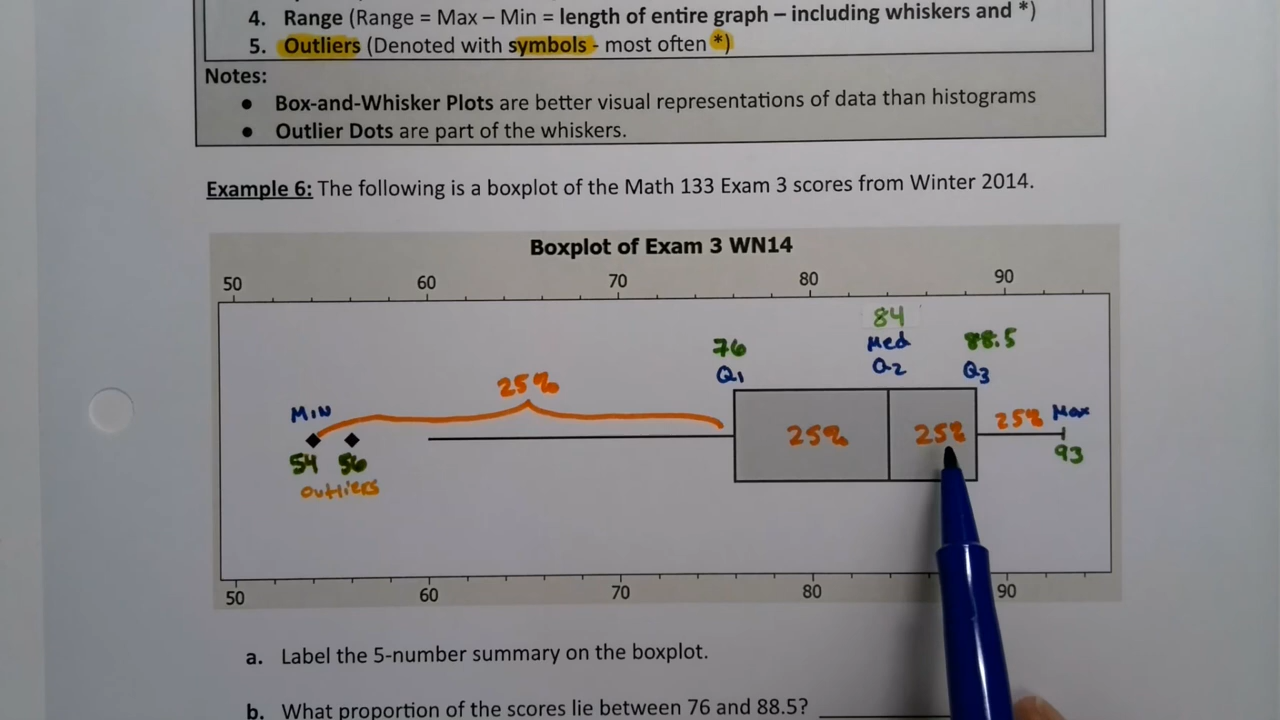 4. Range (Range = Max – Min = length of entire graph – including whiskers and *)
5. Outliers (Denoted with symbols - most often *)
Notes:
● Box-and-Whisker Plots are better visual representations of data than histograms
● Outlier Dots are part of the whiskers.
Example 6: The following is a boxplot of the Math 133 Exam 3 scores from Winter 2014.
Boxplot of Exam 3 WN14
50 60 70 80 90
84
76 Med 88.5
Q1 Q2 Q3
25%
MIN 25% Max
25% 25%
54 56 93
Outliers
50 60 70 80 90
a. Label the 5-number summary on the boxplot.
b. What proportion of the scores lie between 76 and 88.5?